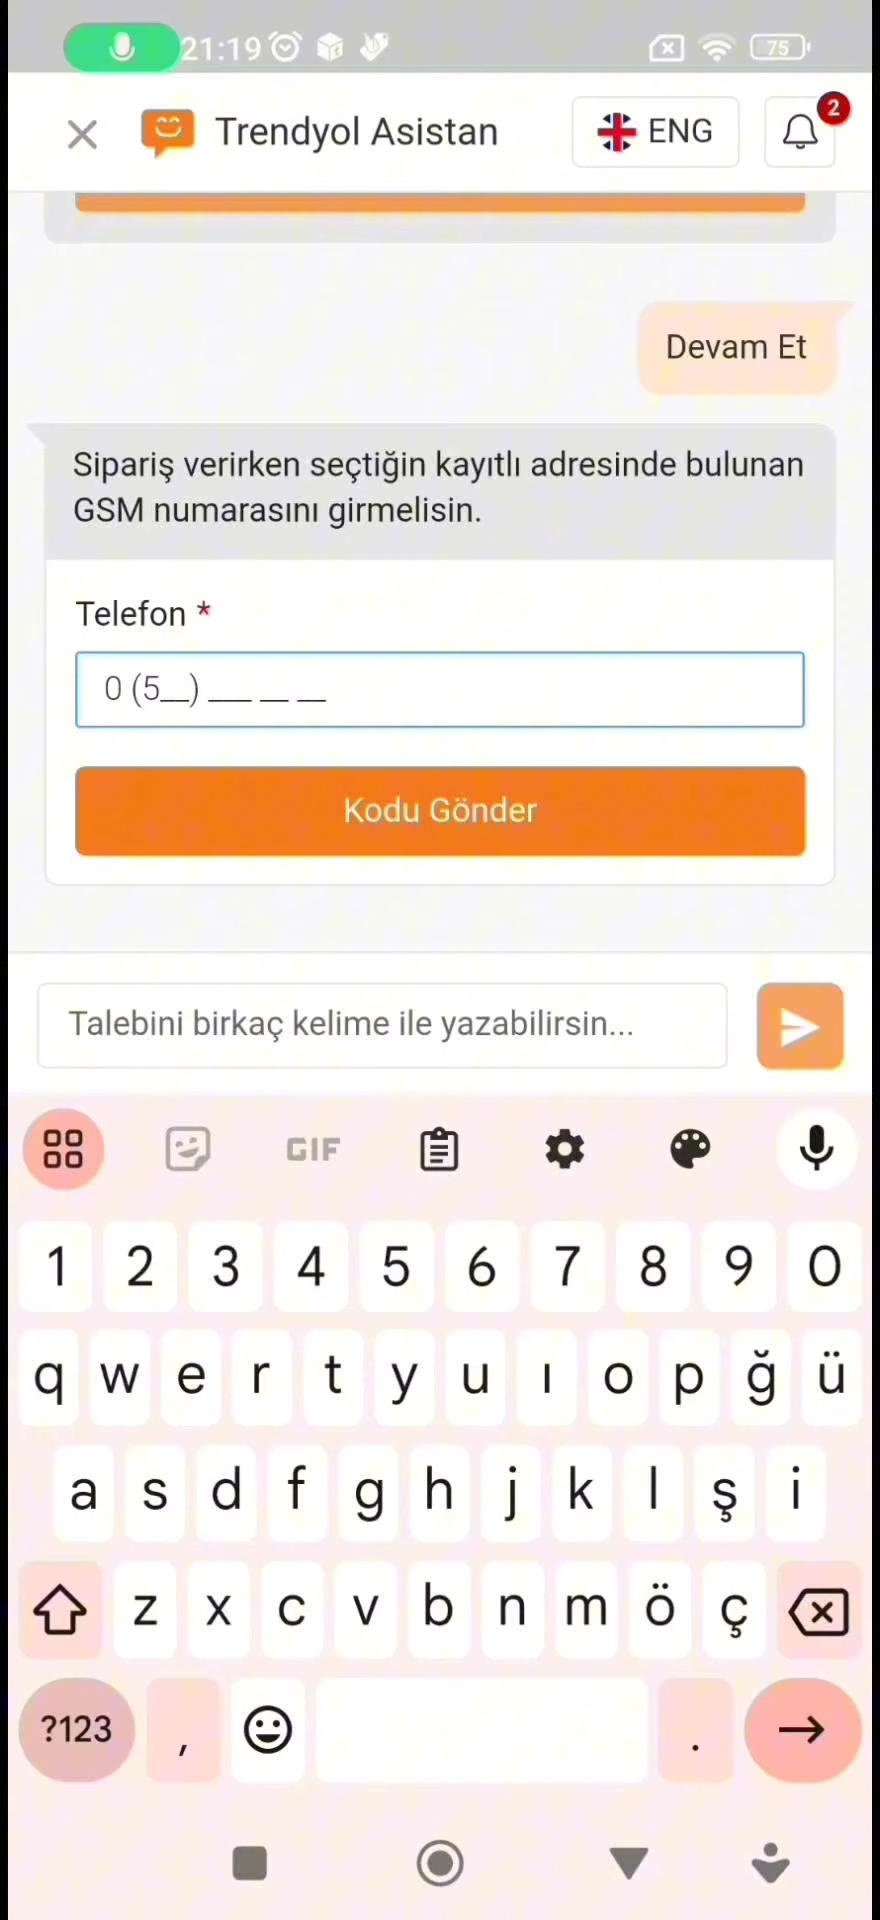 21:19
75
Trendyol Asistan
ENG
2
Devam Et
Sipariş verirken seçtiğin kayıtlı adresinde bulunan
GSM numarasını girmelisin.
Telefon *
0 (5__) ___ __ __
Kodu Gönder
Talebini birkaç kelime ile yazabilirsin...
GIF
1 2 3 4 5 6 7 8 9 0
q w e r t y u ı o p ğ ü
a s d f g h j k l ş i
z x c v b n m ö ç
?123 , .